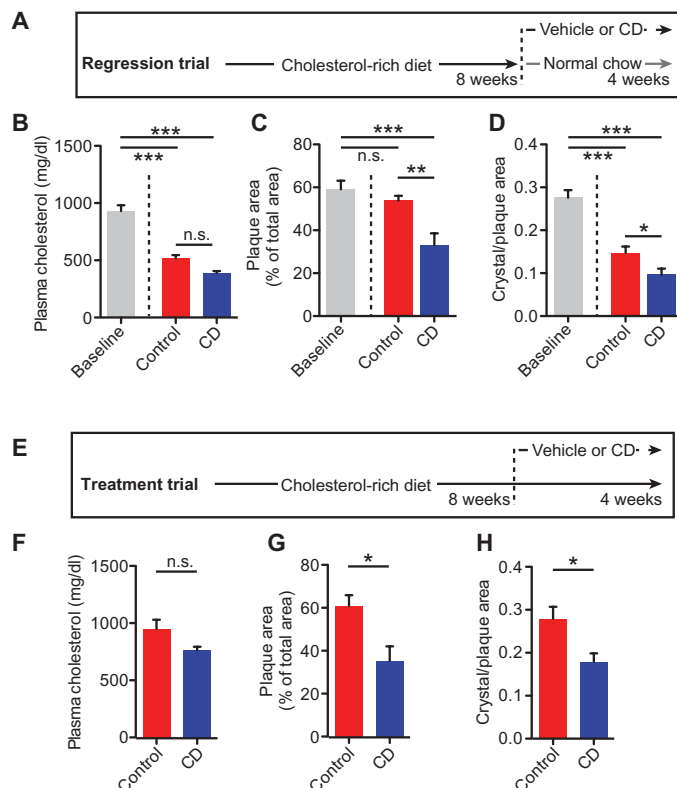 A
Vehicle or CD
Regression trial
Cholesterol-rich diet
Normal chow
8 weeks
4 weeks
B
Plasma cholesterol (mg/dl)
1500
1000
500
0
***
***
n.s.
Baseline
Control
CD
C
Plaque area
(% of total area)
80
60
40
20
0
***
n.s.
**
Baseline
Control
CD
D
Crystal/plaque area
0.4
0.3
0.2
0.1
0.0
***
***
*
Baseline
Control
CD
E
Vehicle or CD
Treatment trial
Cholesterol-rich diet
8 weeks
4 weeks
F
Plasma cholesterol (mg/dl)
1500
1000
500
0
n.s.
Control
CD
G
Plaque area
(% of total area)
80
60
40
20
0
*
Control
CD
H
Crystal/plaque area
0.4
0.3
0.2
0.1
0.0
*
Control
CD